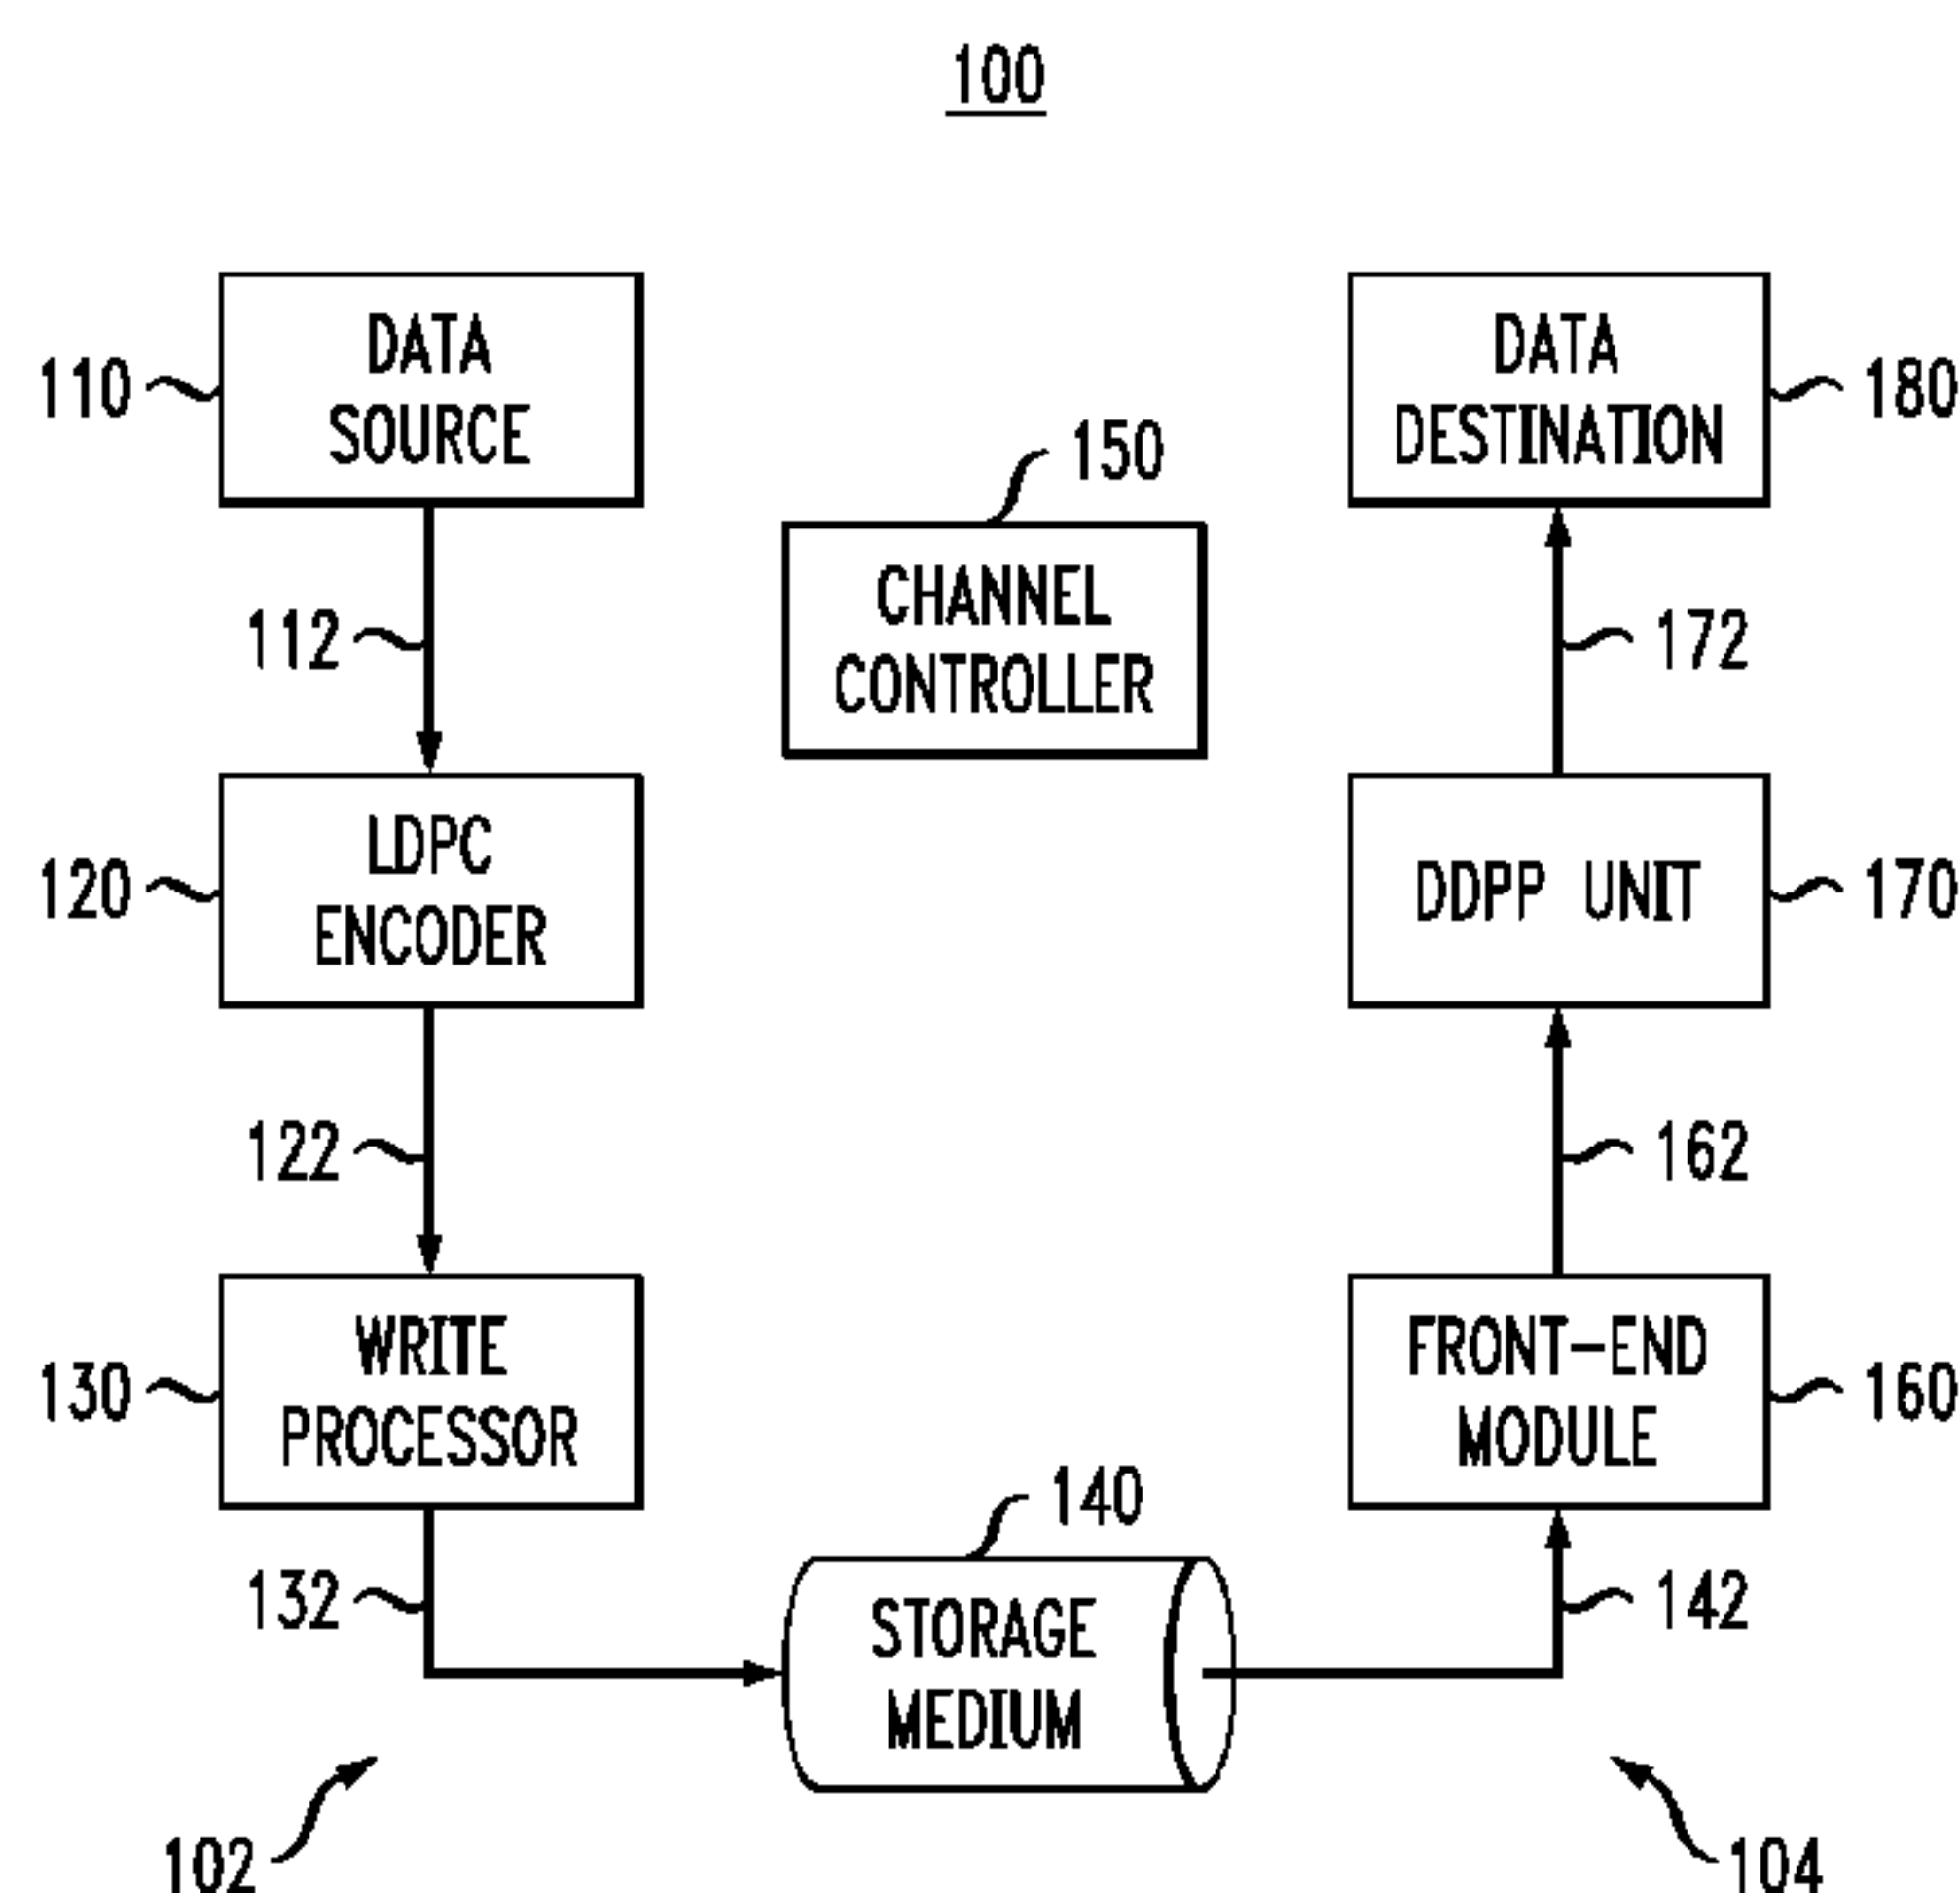 100
DATA
SOURCE
110
112
LDPC
ENCODER
120
122
WRITE
PROCESSOR
130
132
102
150
CHANNEL
CONTROLLER
140
STORAGE
MEDIUM
DATA
DESTINATION
180
172
DDPP UNIT
170
162
FRONT-END
MODULE
160
142
104